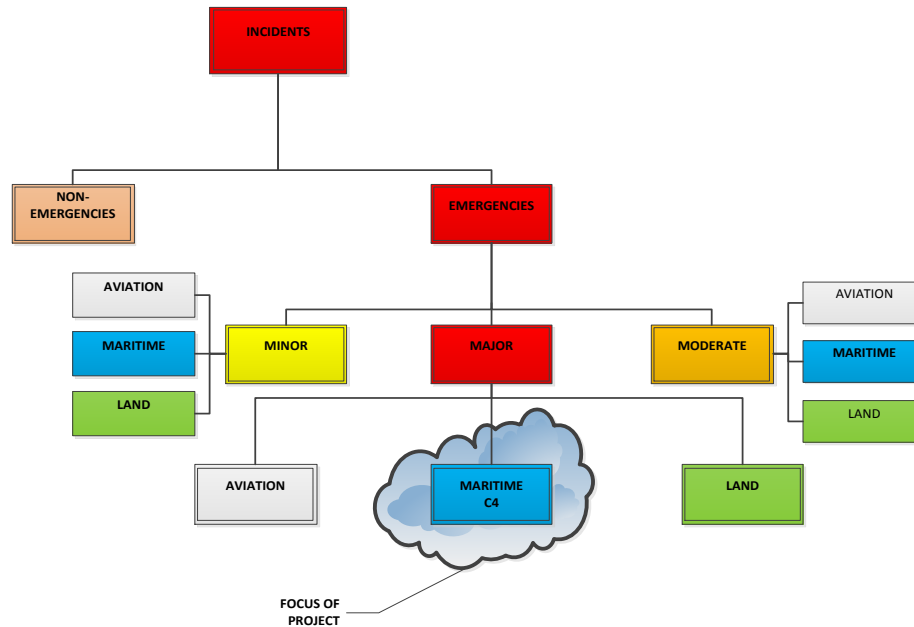 INCIDENTS
NON-
EMERGENCIES
EMERGENCIES
AVIATION
MARITIME
LAND
MINOR
MAJOR
MODERATE
AVIATION
MARITIME
LAND
AVIATION
MARITIME
C4
LAND
FOCUS OF
PROJECT